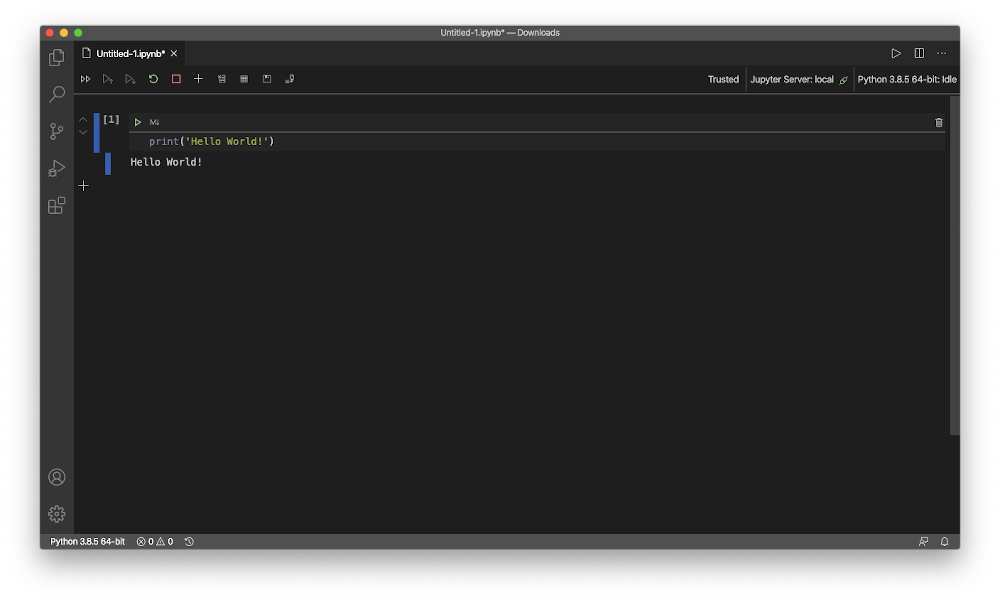 Untitled-1.ipynb* — Downloads
Untitled-1.ipynb*
Trusted
Jupyter Server: local
Python 3.8.5 64-bit: Idle
[1]
M↓
print('Hello World!')
Hello World!
Python 3.8.5 64-bit
0
0